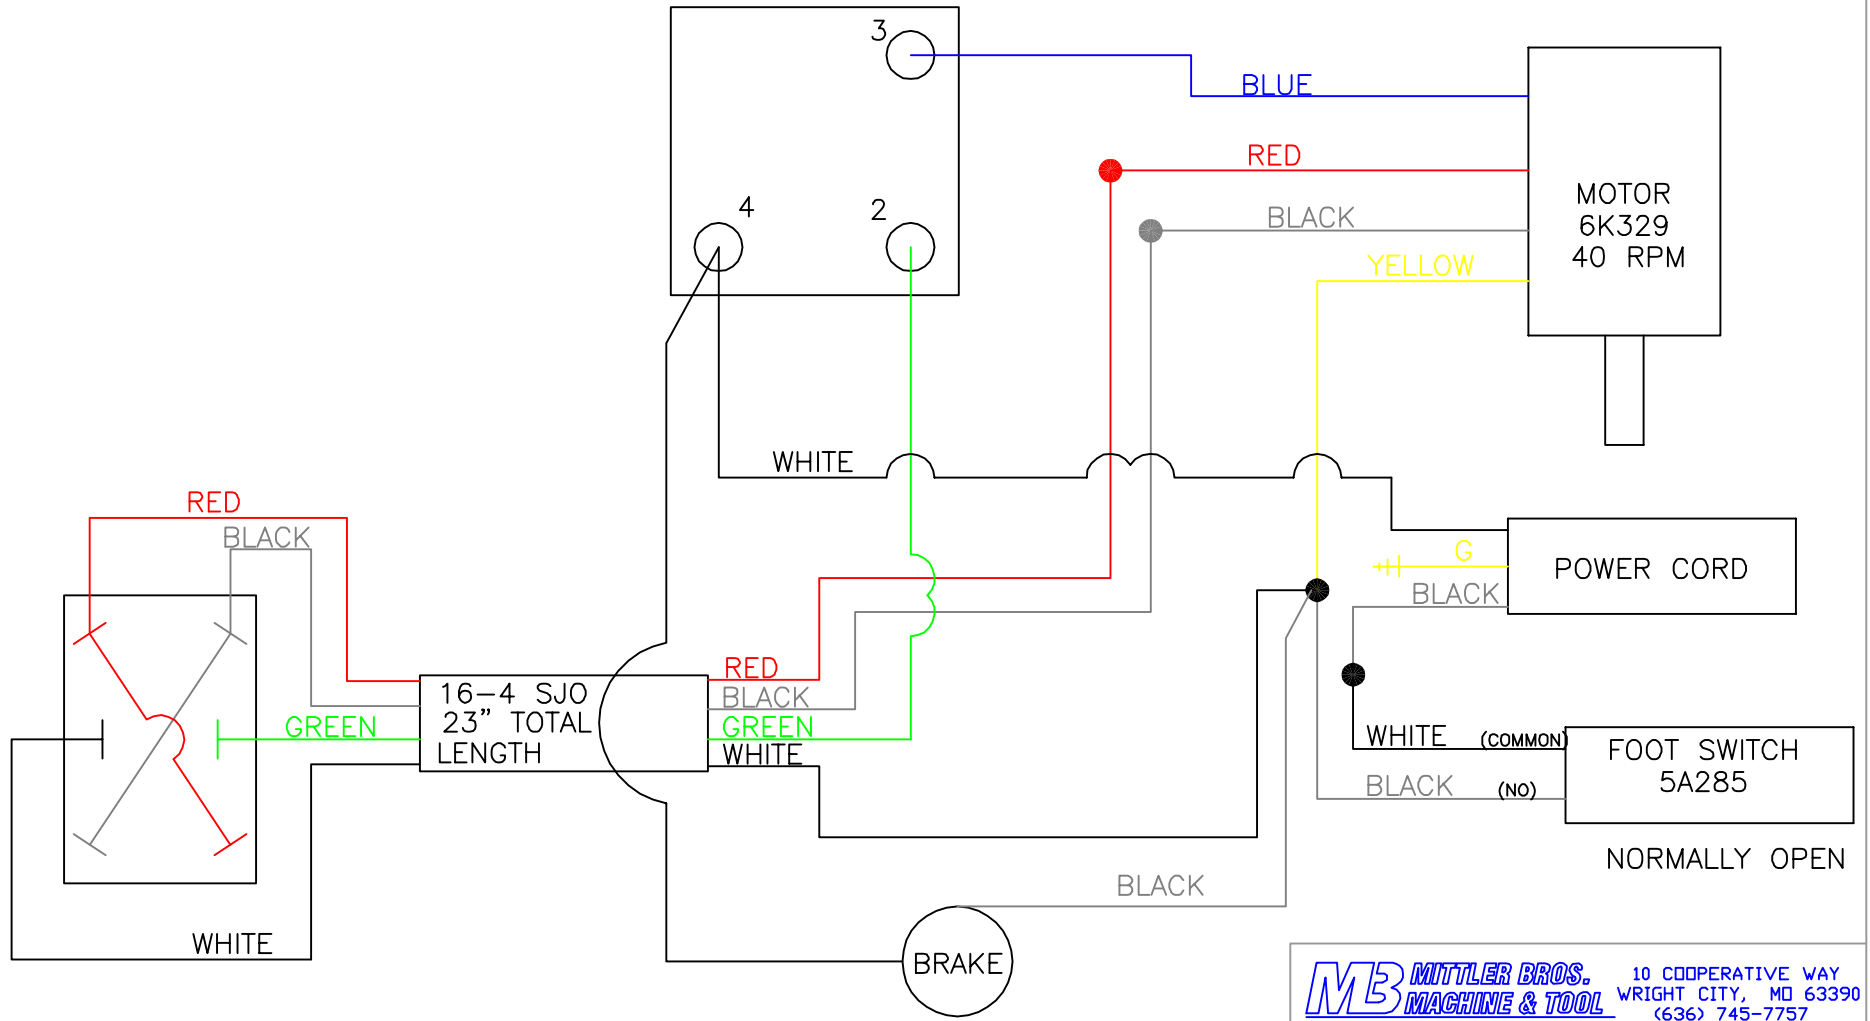 3
BLUE
RED
BLACK
MOTOR
6K329
40 RPM
4
2
YELLOW
WHITE
RED
BLACK
G
POWER CORD
BLACK
RED
BLACK
GREEN
WHITE
16-4 SJO
23” TOTAL
LENGTH
GREEN
WHITE (COMMON)
BLACK (NO)
FOOT SWITCH
5A285
NORMALLY OPEN
BLACK
WHITE
BRAKE
MB MITTLER BROS.
MACHINE & TOOL
10 COOPERATIVE WAY
WRIGHT CITY, MO 63390
(636) 745-7757